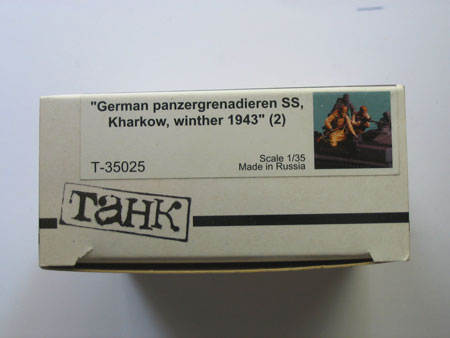 "German panzergrenadieren SS,
Kharkow, winther 1943" (2)
T-35025
Scale 1/35
Made in Russia
Танк